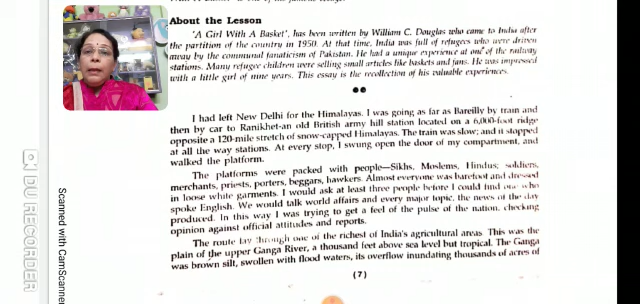 About the Lesson
'A Girl With A Basket', has been written by William C. Douglas who came to India after
the partition of the country in 1950. At that time, India was full of refugees who were driven
away by the communal fanaticism of Pakistan. He had a unique experience at one of the railway
stations. Many refugee children were selling small articles like baskets and fans. He was impressed
with a little girl of nine years. This essay is the recollection of his valuable experiences.
I had left New Delhi for the Himalayas. I was going as far as Bareilly by train and
then by car to Ranikhet-an old British army hill station located on a 6,000-foot ridge
opposite a 120-mile stretch of snow-capped Himalayas. The train was slow; and it stopped
at all the way stations. At every stop, I swung open the door of my compartment, and
walked the platform.
The platforms were packed with people—Sikhs, Moslems, Hindus; soldiers,
merchants, priests, porters, beggars, hawkers. Almost everyone was barefoot and dressed
in loose white garments. I would ask at least three people before I could find one who
spoke English. We would talk world affairs and every major topic, the news of the day
produced. In this way I was trying to get a feel of the pulse of the nation, checking
opinion against official attitudes and reports.
The route lay through one of the richest of India's agricultural areas. This was the
plain of the upper Ganga River, a thousand feet above sea level but tropical. The Ganga
was brown silt, swollen with flood waters, its overflow inundating thousands of acres of
(7)
Scanned with CamScanner
DU RECORDER